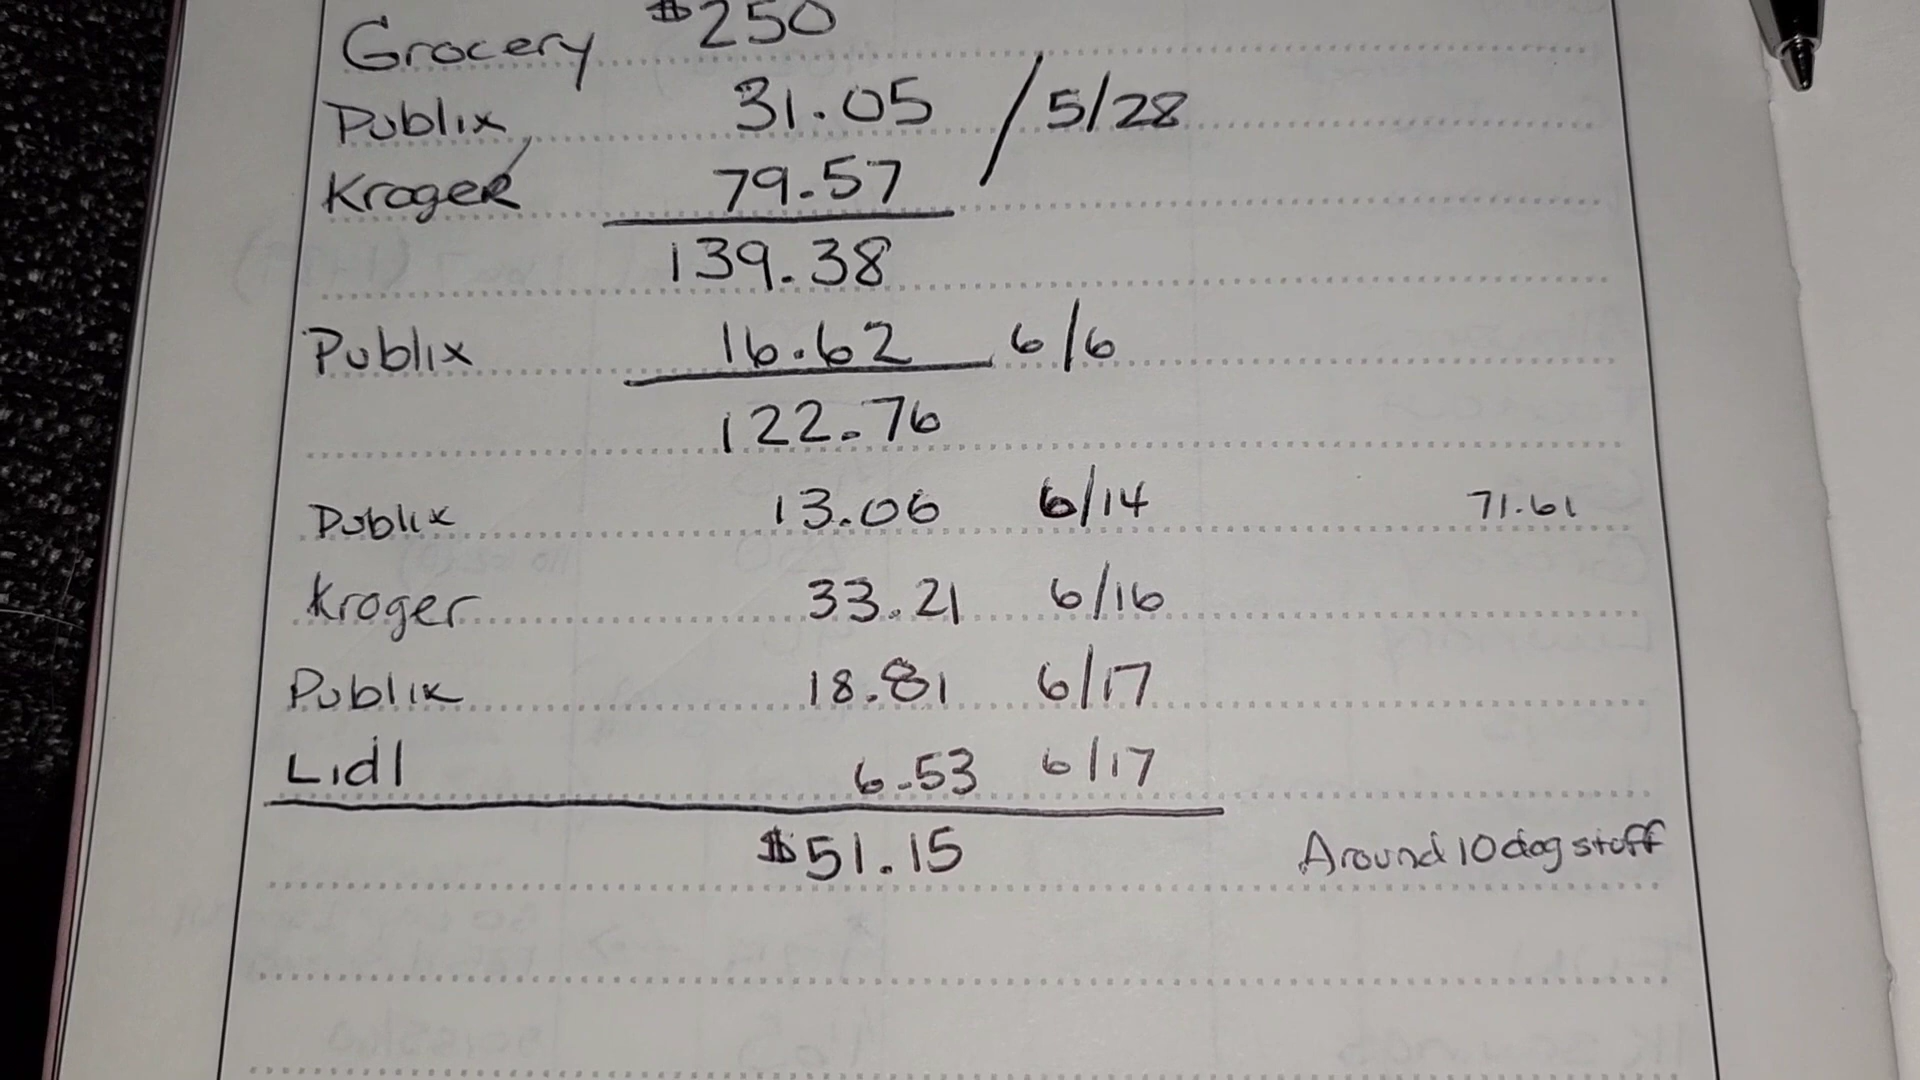 Grocery $250
Publix 31.05 / 5/28
Kroger 79.57
139.38
Publix 16.62 6/6
122.76
Publix 13.06 6/14 71.61
Kroger 33.21 6/16
Publix 18.81 6/17
Lidl 6.53 6/17
$51.15 Around 10 dog stuff